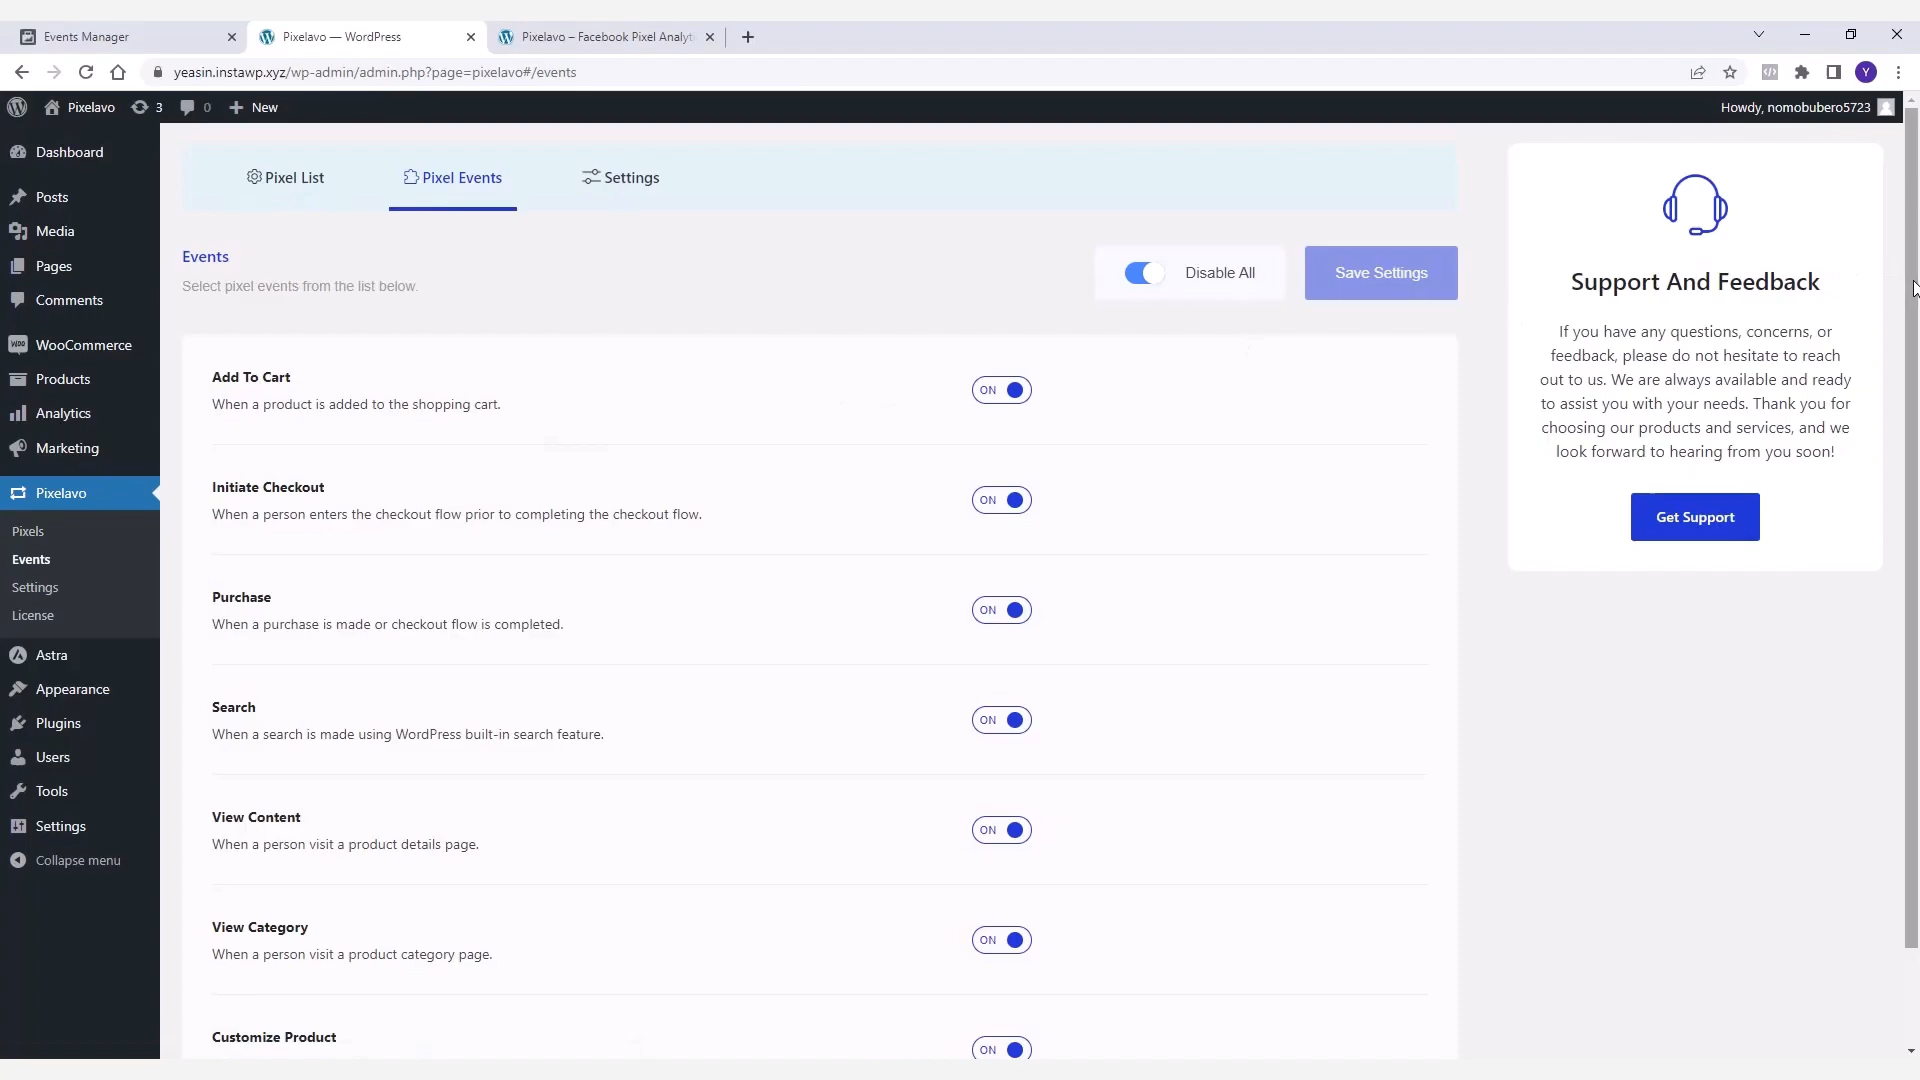 Events Manager
Pixelavo — WordPress
Pixelavo – Facebook Pixel Analyti
yeasin.instawp.xyz/wp-admin/admin.php?page=pixelavo#/events
Y
Pixelavo
3
0
New
Howdy, nomobubero5723
Dashboard
Posts
Media
Pages
Comments
WooCommerce
Products
Analytics
Marketing
Pixelavo
Pixels
Events
Settings
License
Astra
Appearance
Plugins
Users
Tools
Settings
Collapse menu
Pixel List
Pixel Events
Settings
Events
Select pixel events from the list below.
Disable All
Save Settings
Add To Cart
When a product is added to the shopping cart.
ON
Initiate Checkout
When a person enters the checkout flow prior to completing the checkout flow.
ON
Purchase
When a purchase is made or checkout flow is completed.
ON
Search
When a search is made using WordPress built-in search feature.
ON
View Content
When a person visit a product details page.
ON
View Category
When a person visit a product category page.
ON
Customize Product
ON
Support And Feedback
If you have any questions, concerns, or
feedback, please do not hesitate to reach
out to us. We are always available and ready
to assist you with your needs. Thank you for
choosing our products and services, and we
look forward to hearing from you soon!
Get Support